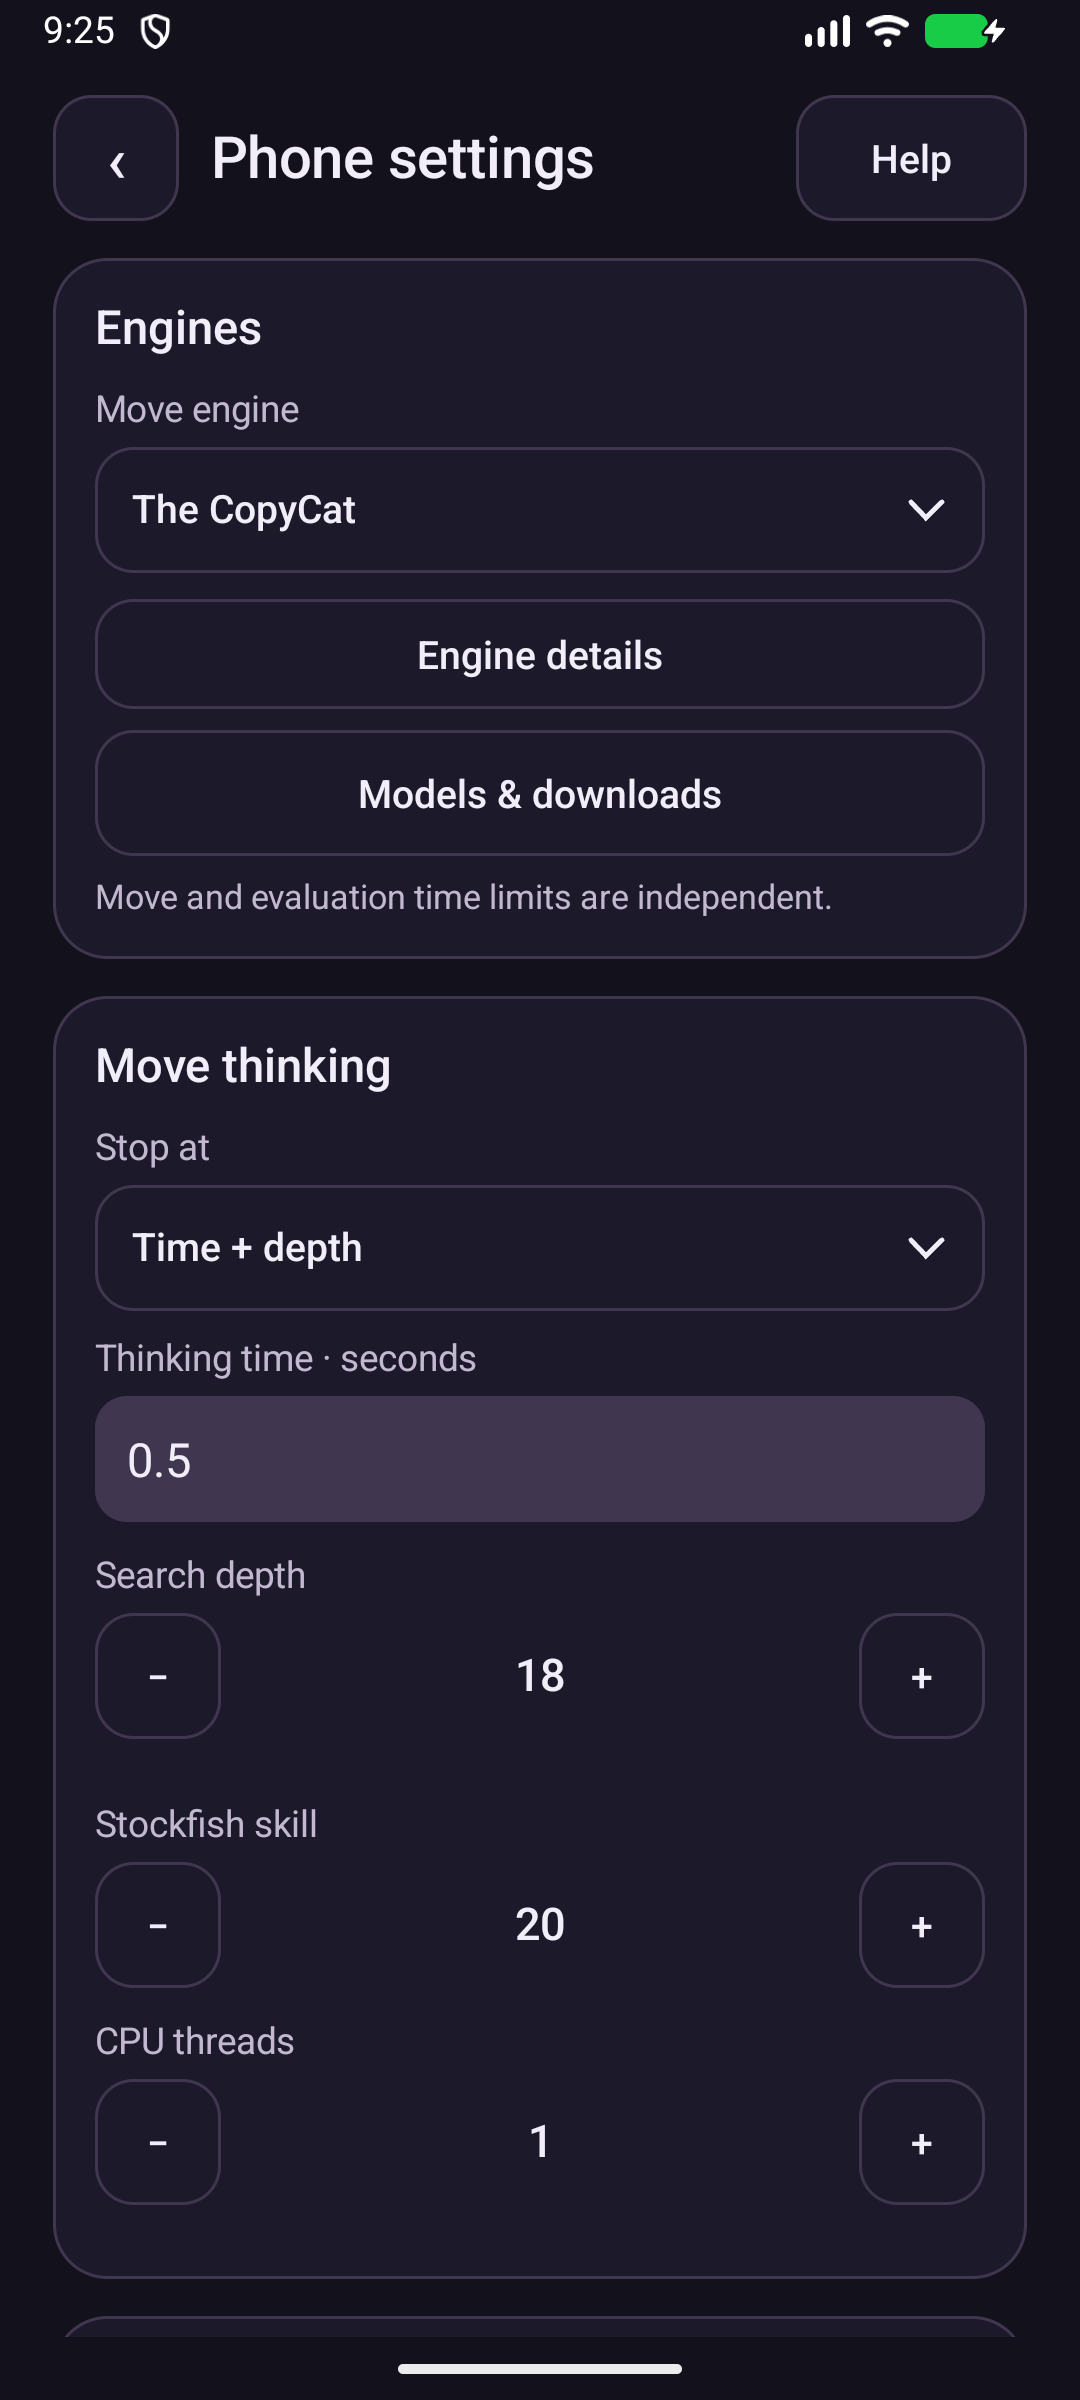 9:25
‹ Phone settings Help
Engines
Move engine
The CopyCat
Engine details
Models & downloads
Move and evaluation time limits are independent.
Move thinking
Stop at
Time + depth
Thinking time · seconds
0.5
Search depth
− 18 +
Stockfish skill
− 20 +
CPU threads
− 1 +